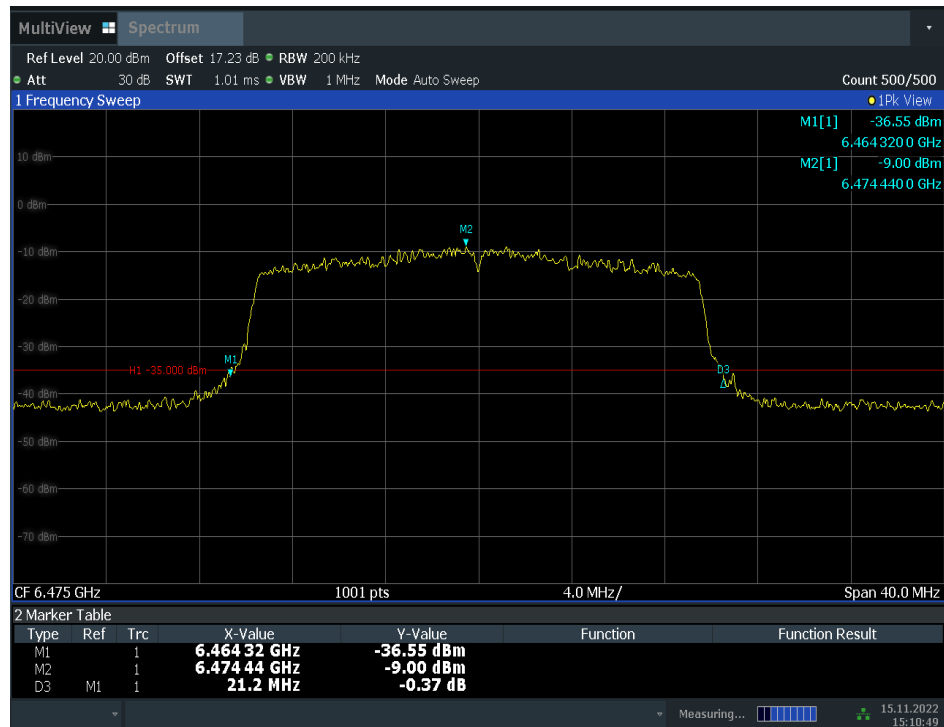 MultiView Spectrum
Ref Level 20.00 dBm Offset 17.23 dB RBW 200 kHz
Att 30 dB SWT 1.01 ms VBW 1 MHz Mode Auto Sweep Count 500/500
1 Frequency Sweep 1Pk View
M1[1] -36.55 dBm
6.4643200 GHz
M2[1] -9.00 dBm
6.4744400 GHz
10 dBm
0 dBm
M2
-10 dBm
-20 dBm
-30 dBm
M1
H1 -35.000 dBm
D3
-40 dBm
-50 dBm
-60 dBm
-70 dBm
CF 6.475 GHz 1001 pts 4.0 MHz/ Span 40.0 MHz
2 Marker Table
Type Ref Trc X-Value Y-Value Function Function Result
M1 1 6.464 32 GHz -36.55 dBm
M2 1 6.474 44 GHz -9.00 dBm
D3 M1 1 21.2 MHz -0.37 dB
Measuring... 15.11.2022
15:10:49